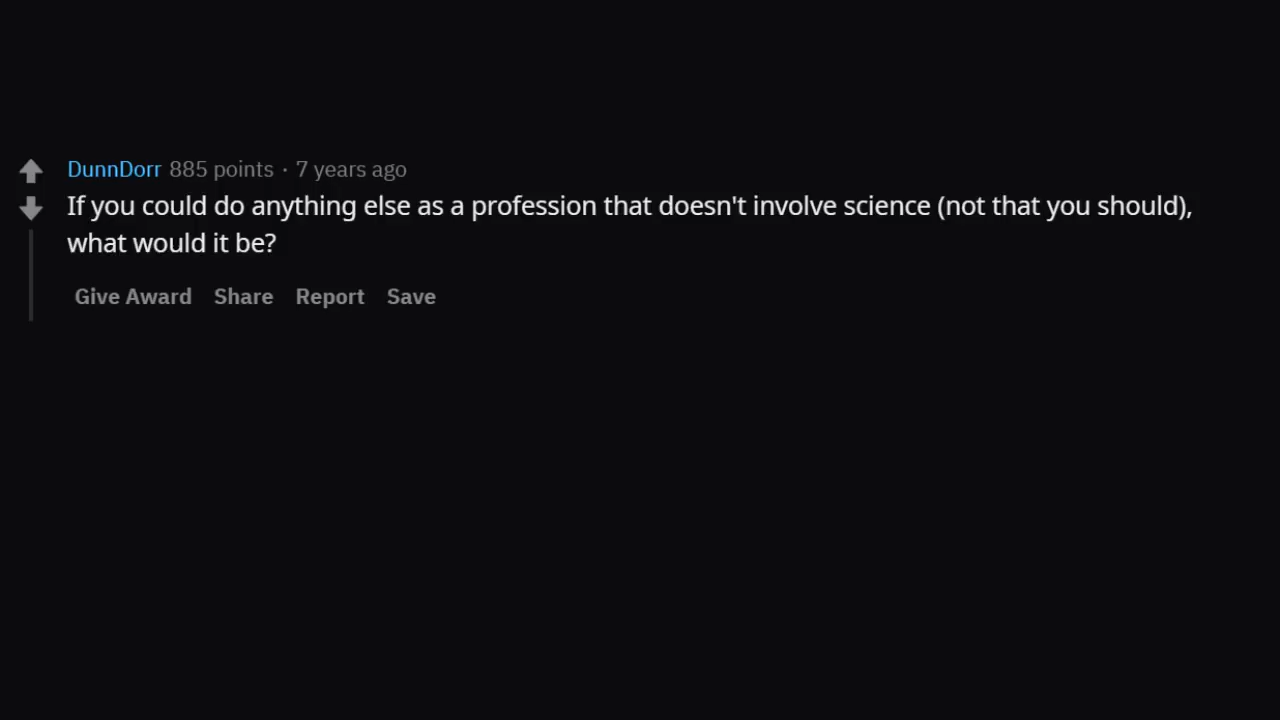 DunnDorr 885 points · 7 years ago
If you could do anything else as a profession that doesn't involve science (not that you should),
what would it be?
Give Award Share Report Save